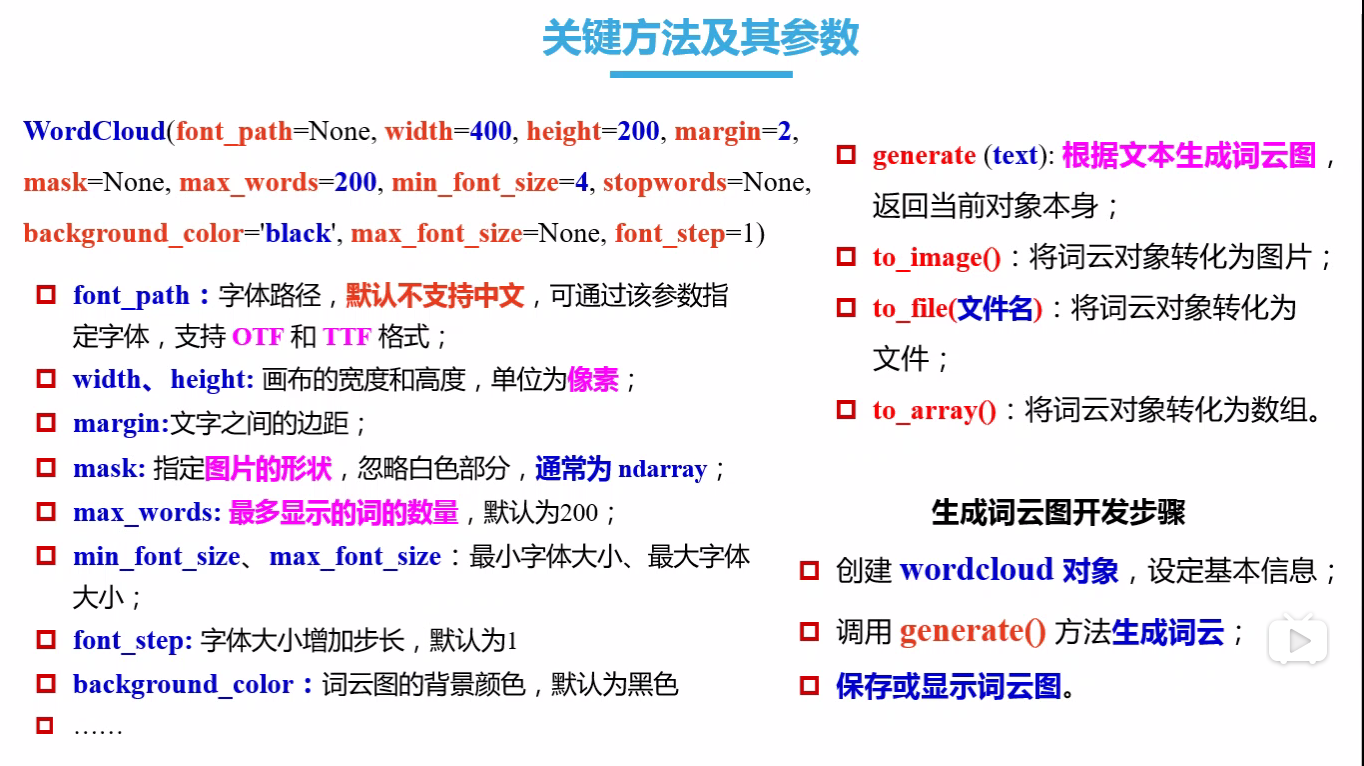 关键方法及其参数
WordCloud(font_path=None, width=400, height=200, margin=2,
mask=None, max_words=200, min_font_size=4, stopwords=None,
background_color='black', max_font_size=None, font_step=1)
font_path：字体路径，默认不支持中文，可通过该参数指
定字体，支持 OTF 和 TTF 格式；
width、height: 画布的宽度和高度，单位为像素；
margin:文字之间的边距；
mask: 指定图片的形状，忽略白色部分，通常为 ndarray；
max_words: 最多显示的词的数量，默认为200；
min_font_size、max_font_size：最小字体大小、最大字体
大小；
font_step: 字体大小增加步长，默认为1
background_color：词云图的背景颜色，默认为黑色
……
generate (text): 根据文本生成词云图，
返回当前对象本身；
to_image()：将词云对象转化为图片；
to_file(文件名)：将词云对象转化为
文件；
to_array()：将词云对象转化为数组。
生成词云图开发步骤
创建 wordcloud 对象，设定基本信息；
调用 generate() 方法生成词云；
保存或显示词云图。